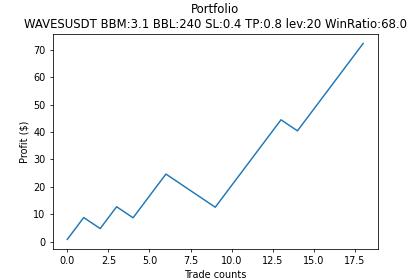 Portfolio
WAVESUSDT BBM:3.1 BBL:240 SL:0.4 TP:0.8 lev:20 WinRatio:68.0
Profit ($)
70
60
50
40
30
20
10
0
0.0 2.5 5.0 7.5 10.0 12.5 15.0 17.5
Trade counts